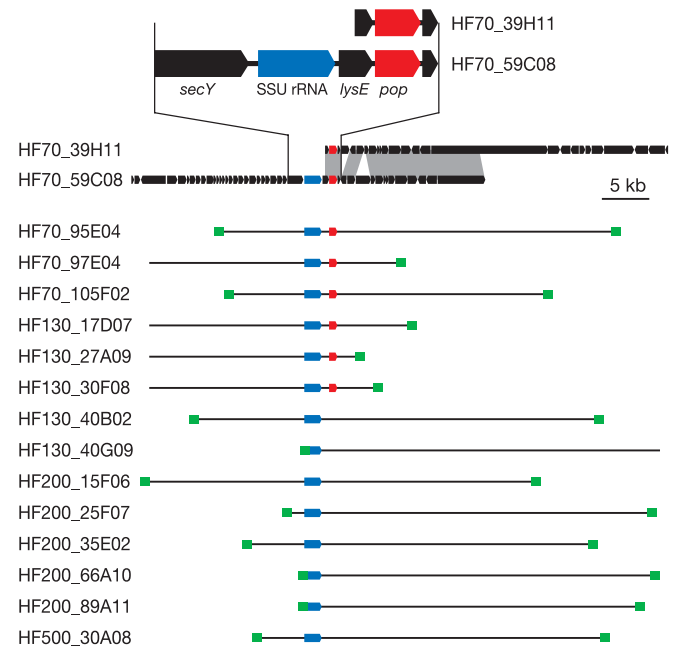 HF70_39H11
HF70_59C08
secY SSU rRNA lysE pop
HF70_39H11
HF70_59C08
5 kb
HF70_95E04
HF70_97E04
HF70_105F02
HF130_17D07
HF130_27A09
HF130_30F08
HF130_40B02
HF130_40G09
HF200_15F06
HF200_25F07
HF200_35E02
HF200_66A10
HF200_89A11
HF500_30A08